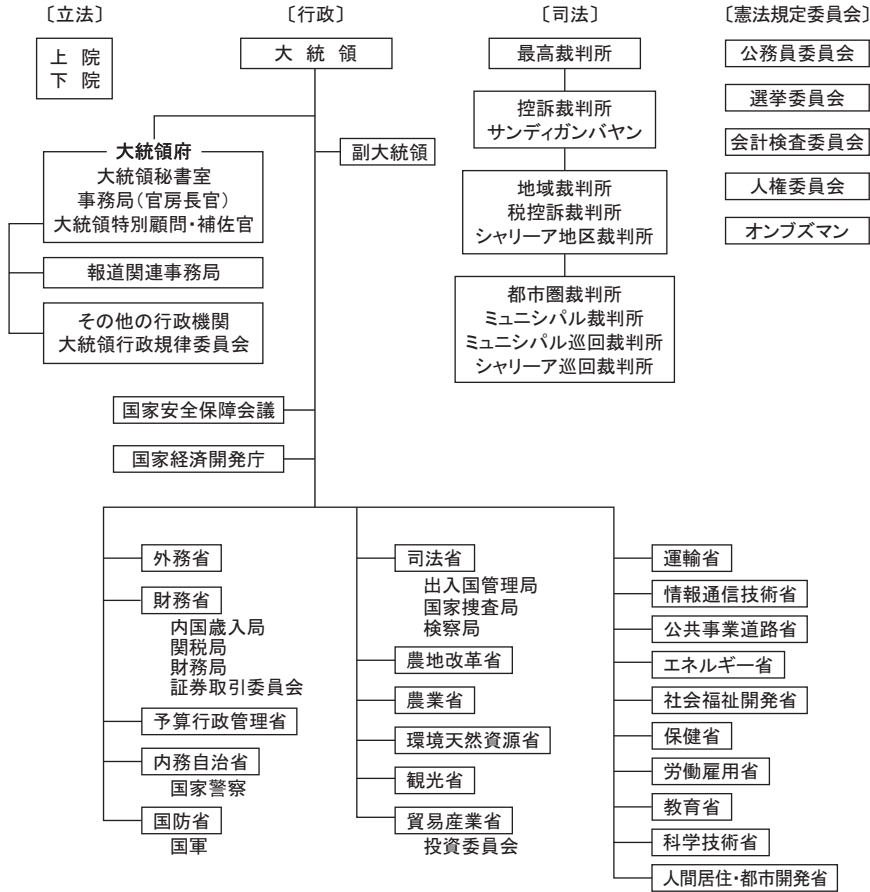 〔立法〕
上 院
下 院
〔行政〕
大 統 領
大統領府
大統領秘書室
事務局(官房長官)
大統領特別顧問・補佐官
報道関連事務局
その他の行政機関
大統領行政規律委員会
副大統領
国家安全保障会議
国家経済開発庁
外務省
財務省
内国歳入局
関税局
財務局
証券取引委員会
予算行政管理省
内務自治省
国家警察
国防省
国軍
司法省
出入国管理局
国家捜査局
検察局
農地改革省
農業省
環境天然資源省
観光省
貿易産業省
投資委員会
運輸省
情報通信技術省
公共事業道路省
エネルギー省
社会福祉開発省
保健省
労働雇用省
教育省
科学技術省
人間居住・都市開発省
〔司法〕
最高裁判所
控訴裁判所
サンディガンバヤン
地域裁判所
税控訴裁判所
シャリーア地区裁判所
都市圏裁判所
ミュニシパル裁判所
ミュニシパル巡回裁判所
シャリーア巡回裁判所
〔憲法規定委員会〕
公務員委員会
選挙委員会
会計検査委員会
人権委員会
オンブズマン